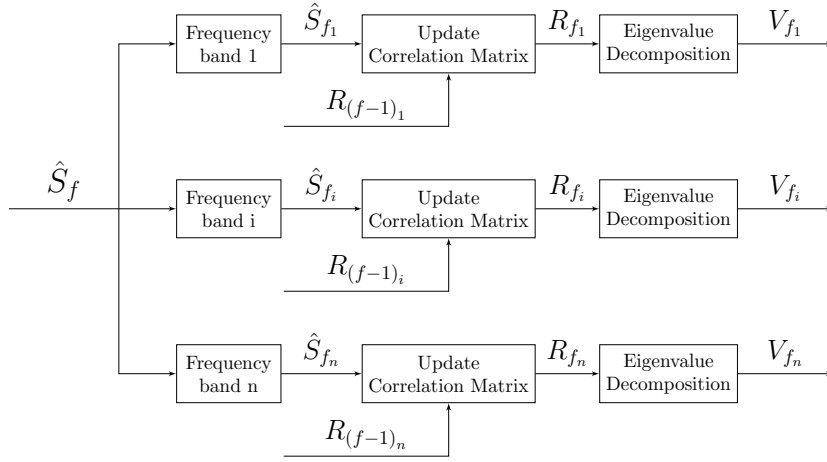 Frequency
band 1
Ŝ_{f_1}
Update
Correlation Matrix
R_{f_1}
Eigenvalue
Decomposition
V_{f_1}
R_{(f−1)_1}
Ŝ_f
Frequency
band i
Ŝ_{f_i}
Update
Correlation Matrix
R_{f_i}
Eigenvalue
Decomposition
V_{f_i}
R_{(f−1)_i}
Frequency
band n
Ŝ_{f_n}
Update
Correlation Matrix
R_{f_n}
Eigenvalue
Decomposition
V_{f_n}
R_{(f−1)_n}